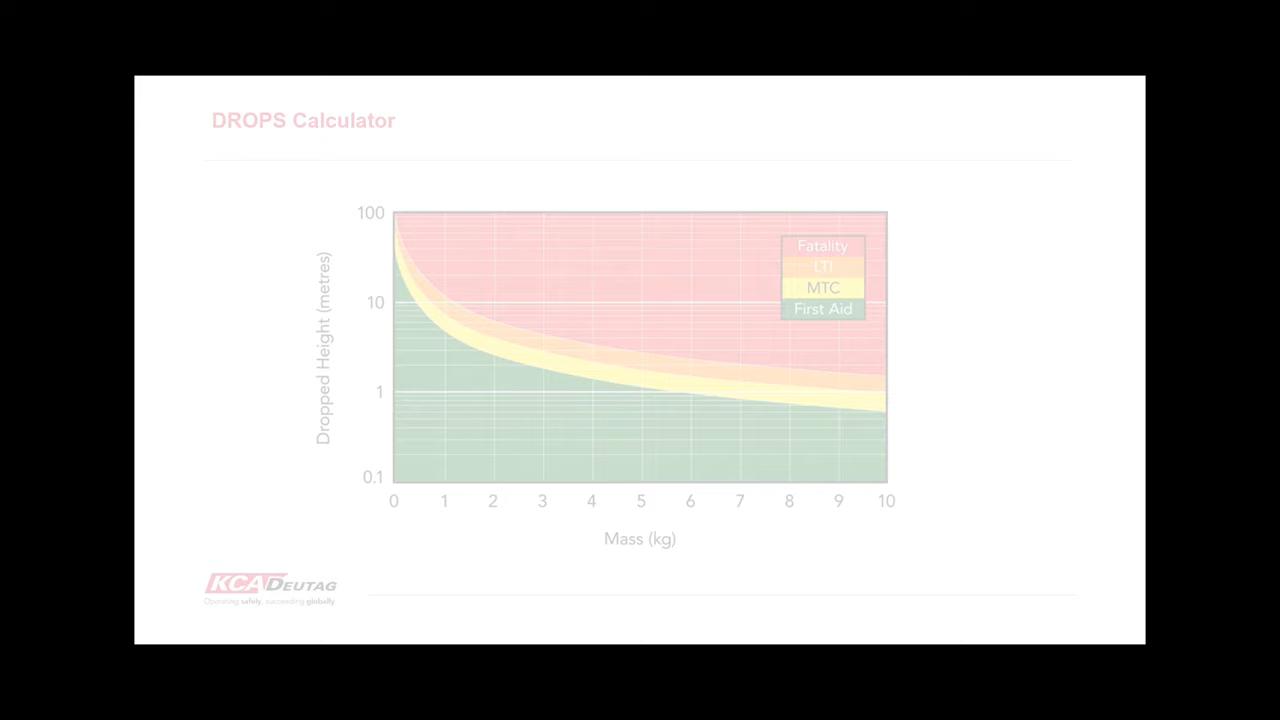 DROPS Calculator
100
10
1
0.1
Dropped Height (metres)
Fatality
LTI
MTC
First Aid
0 1 2 3 4 5 6 7 8 9 10
Mass (kg)
KCA DEUTAG
Operating safely, succeeding globally